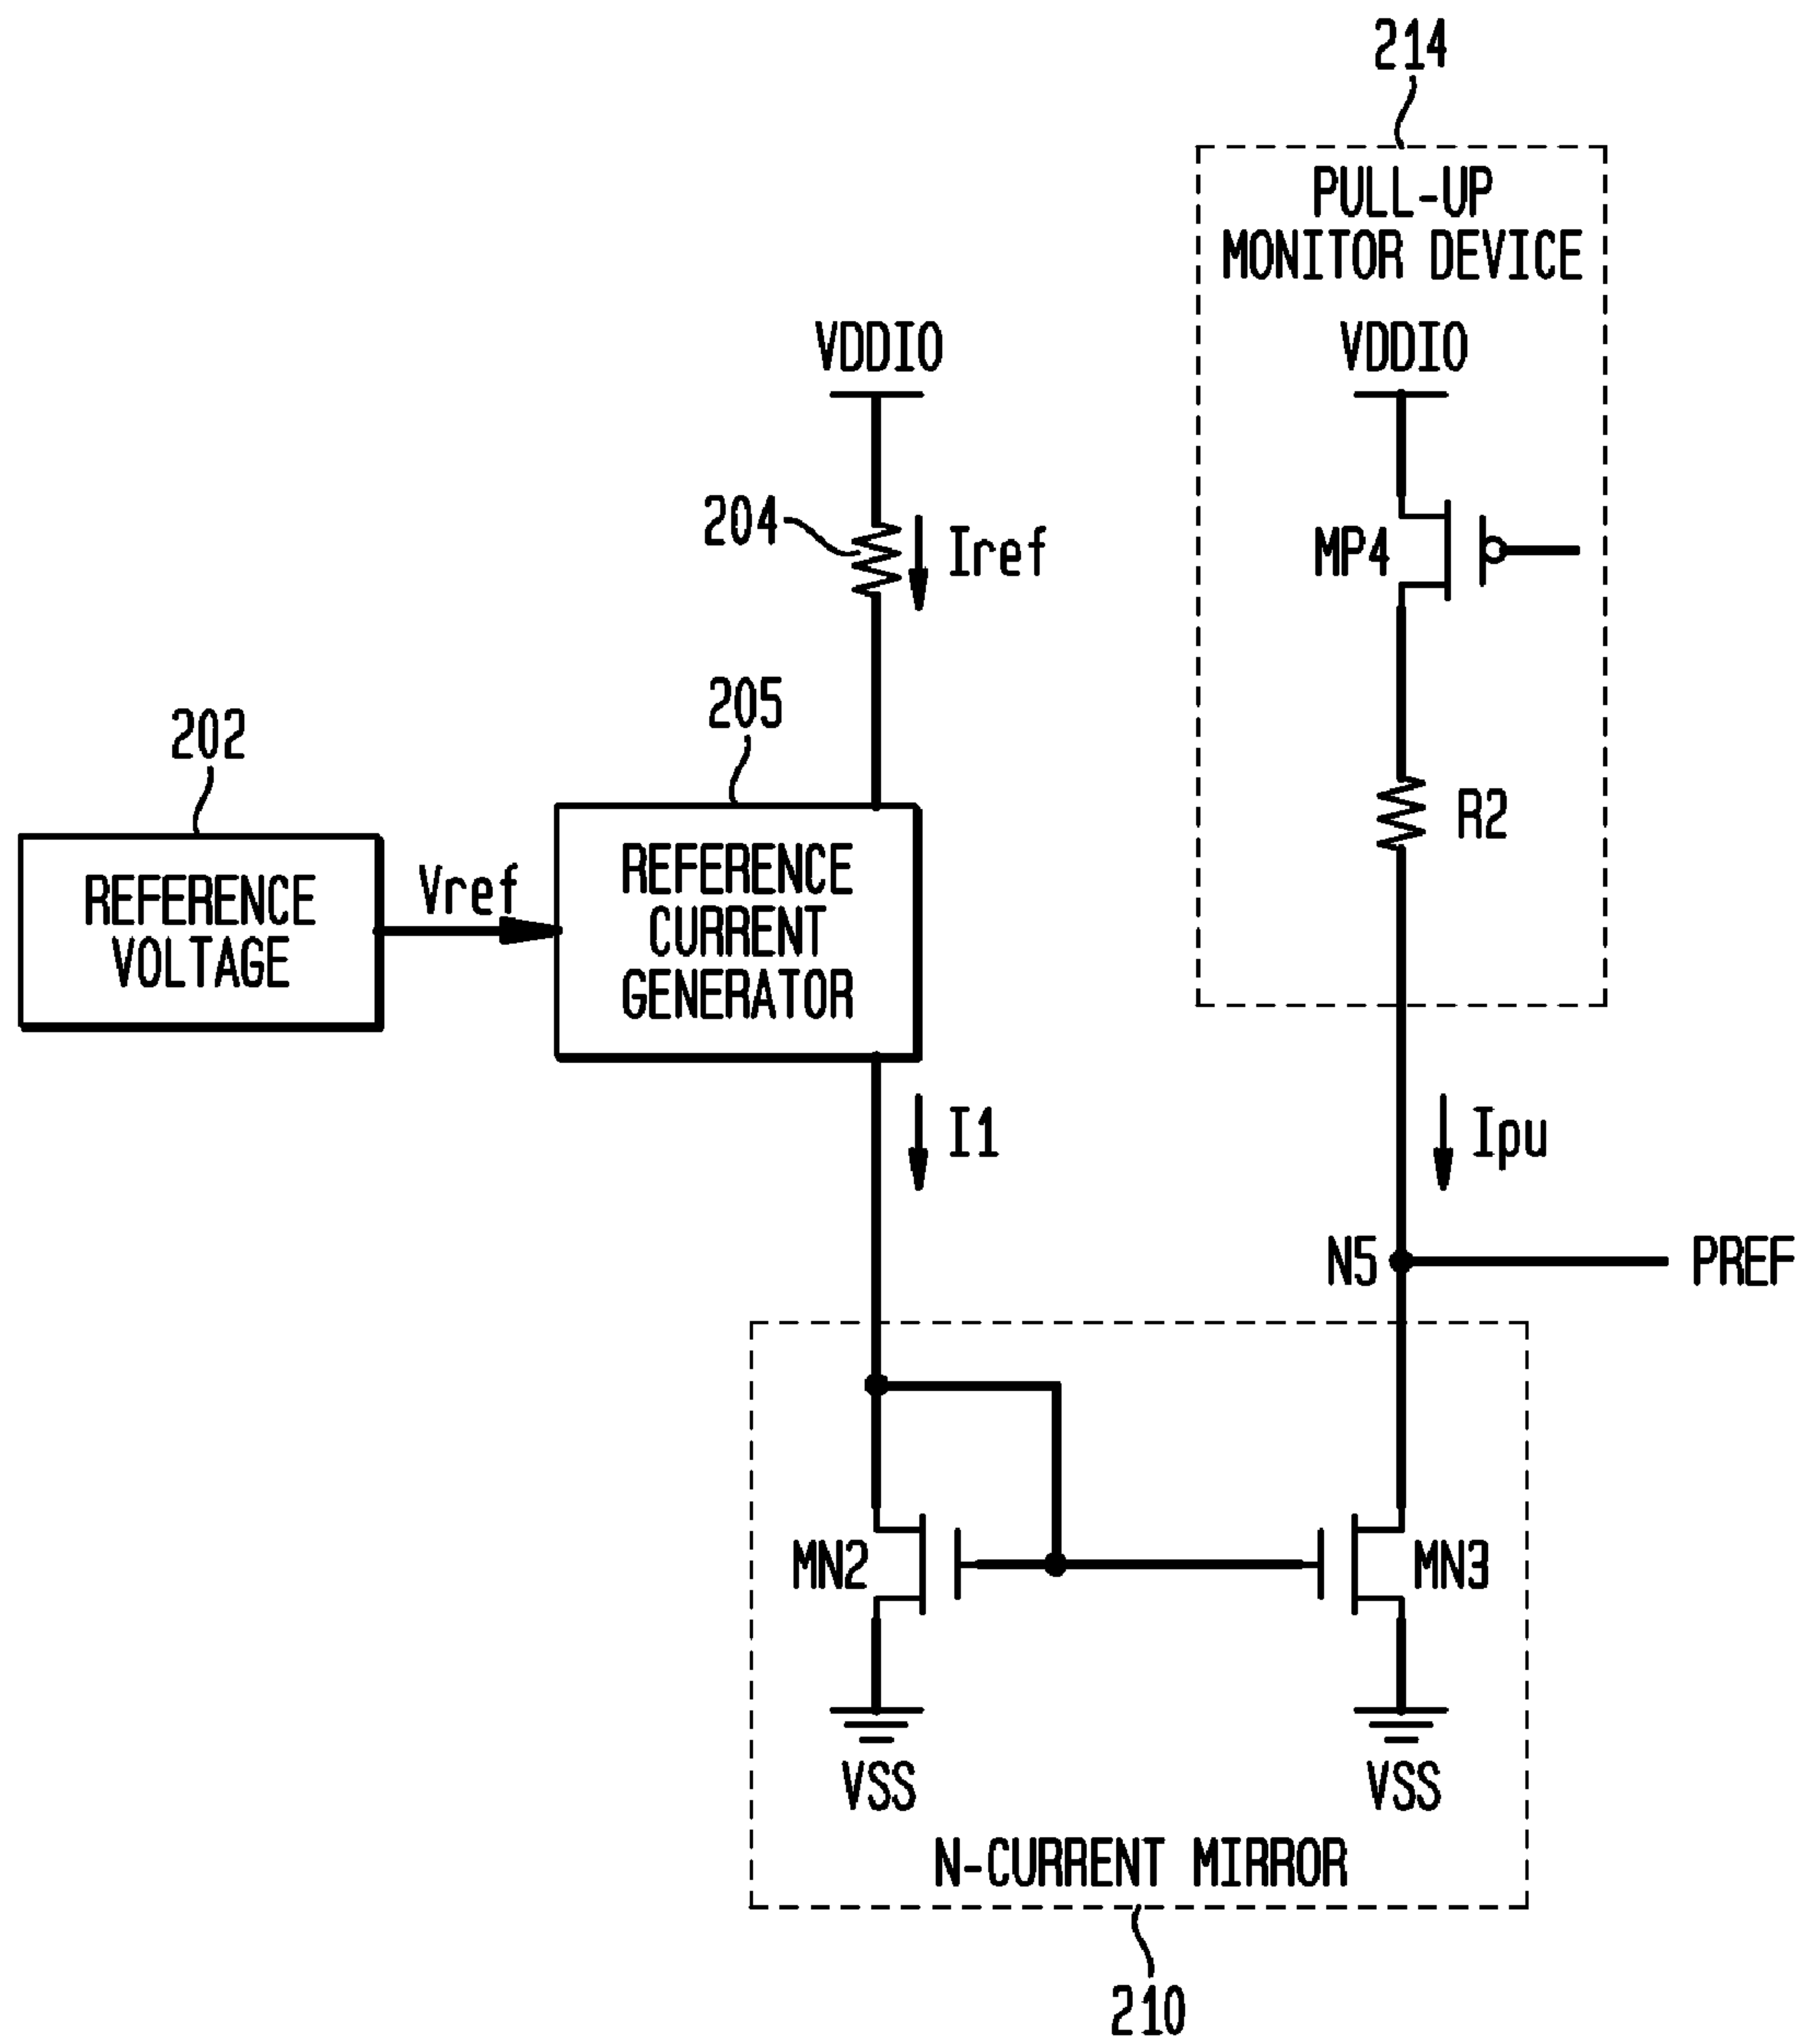 214
PULL-UP
MONITOR DEVICE
VDDIO
VDDIO
204
Iref
MP4
205
202
R2
REFERENCE
VOLTAGE
Vref
REFERENCE
CURRENT
GENERATOR
I1
Ipu
N5
PREF
MN2
MN3
VSS
VSS
N-CURRENT MIRROR
210